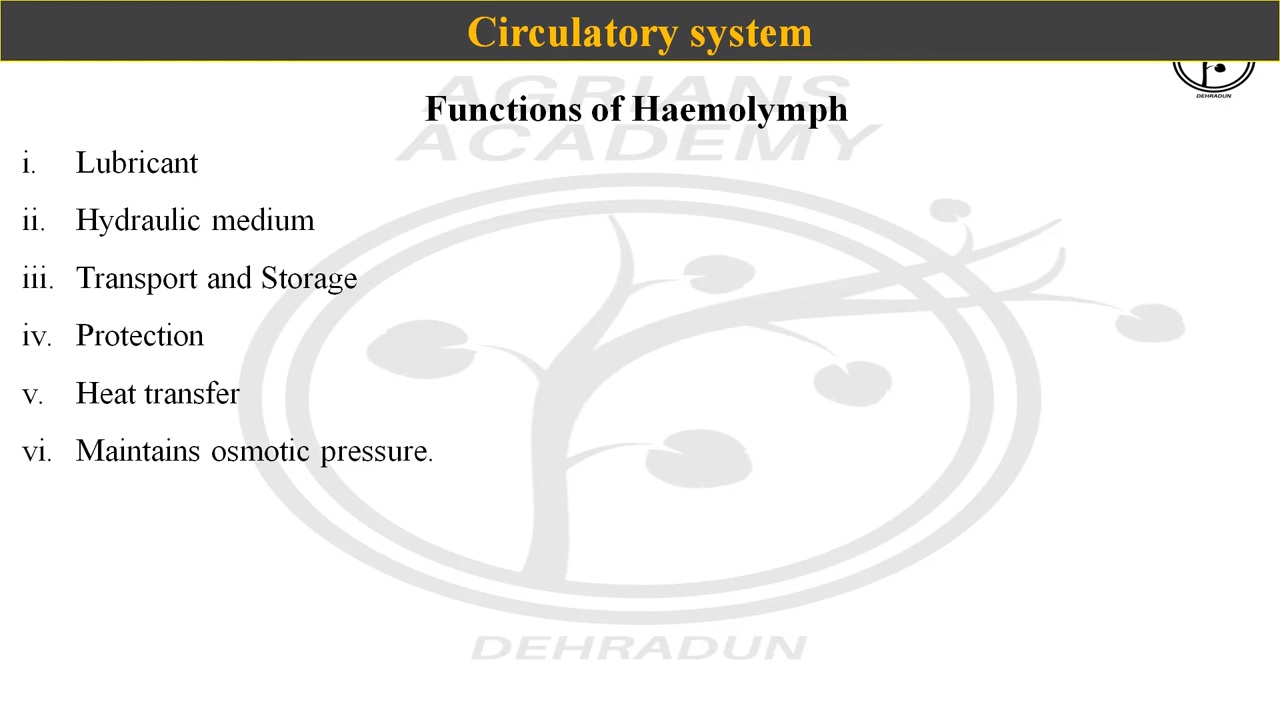 Circulatory system
DEHRADUN
AGRIANS
ACADEMY
Functions of Haemolymph
i. Lubricant
ii. Hydraulic medium
iii. Transport and Storage
iv. Protection
v. Heat transfer
vi. Maintains osmotic pressure.
DEHRADUN